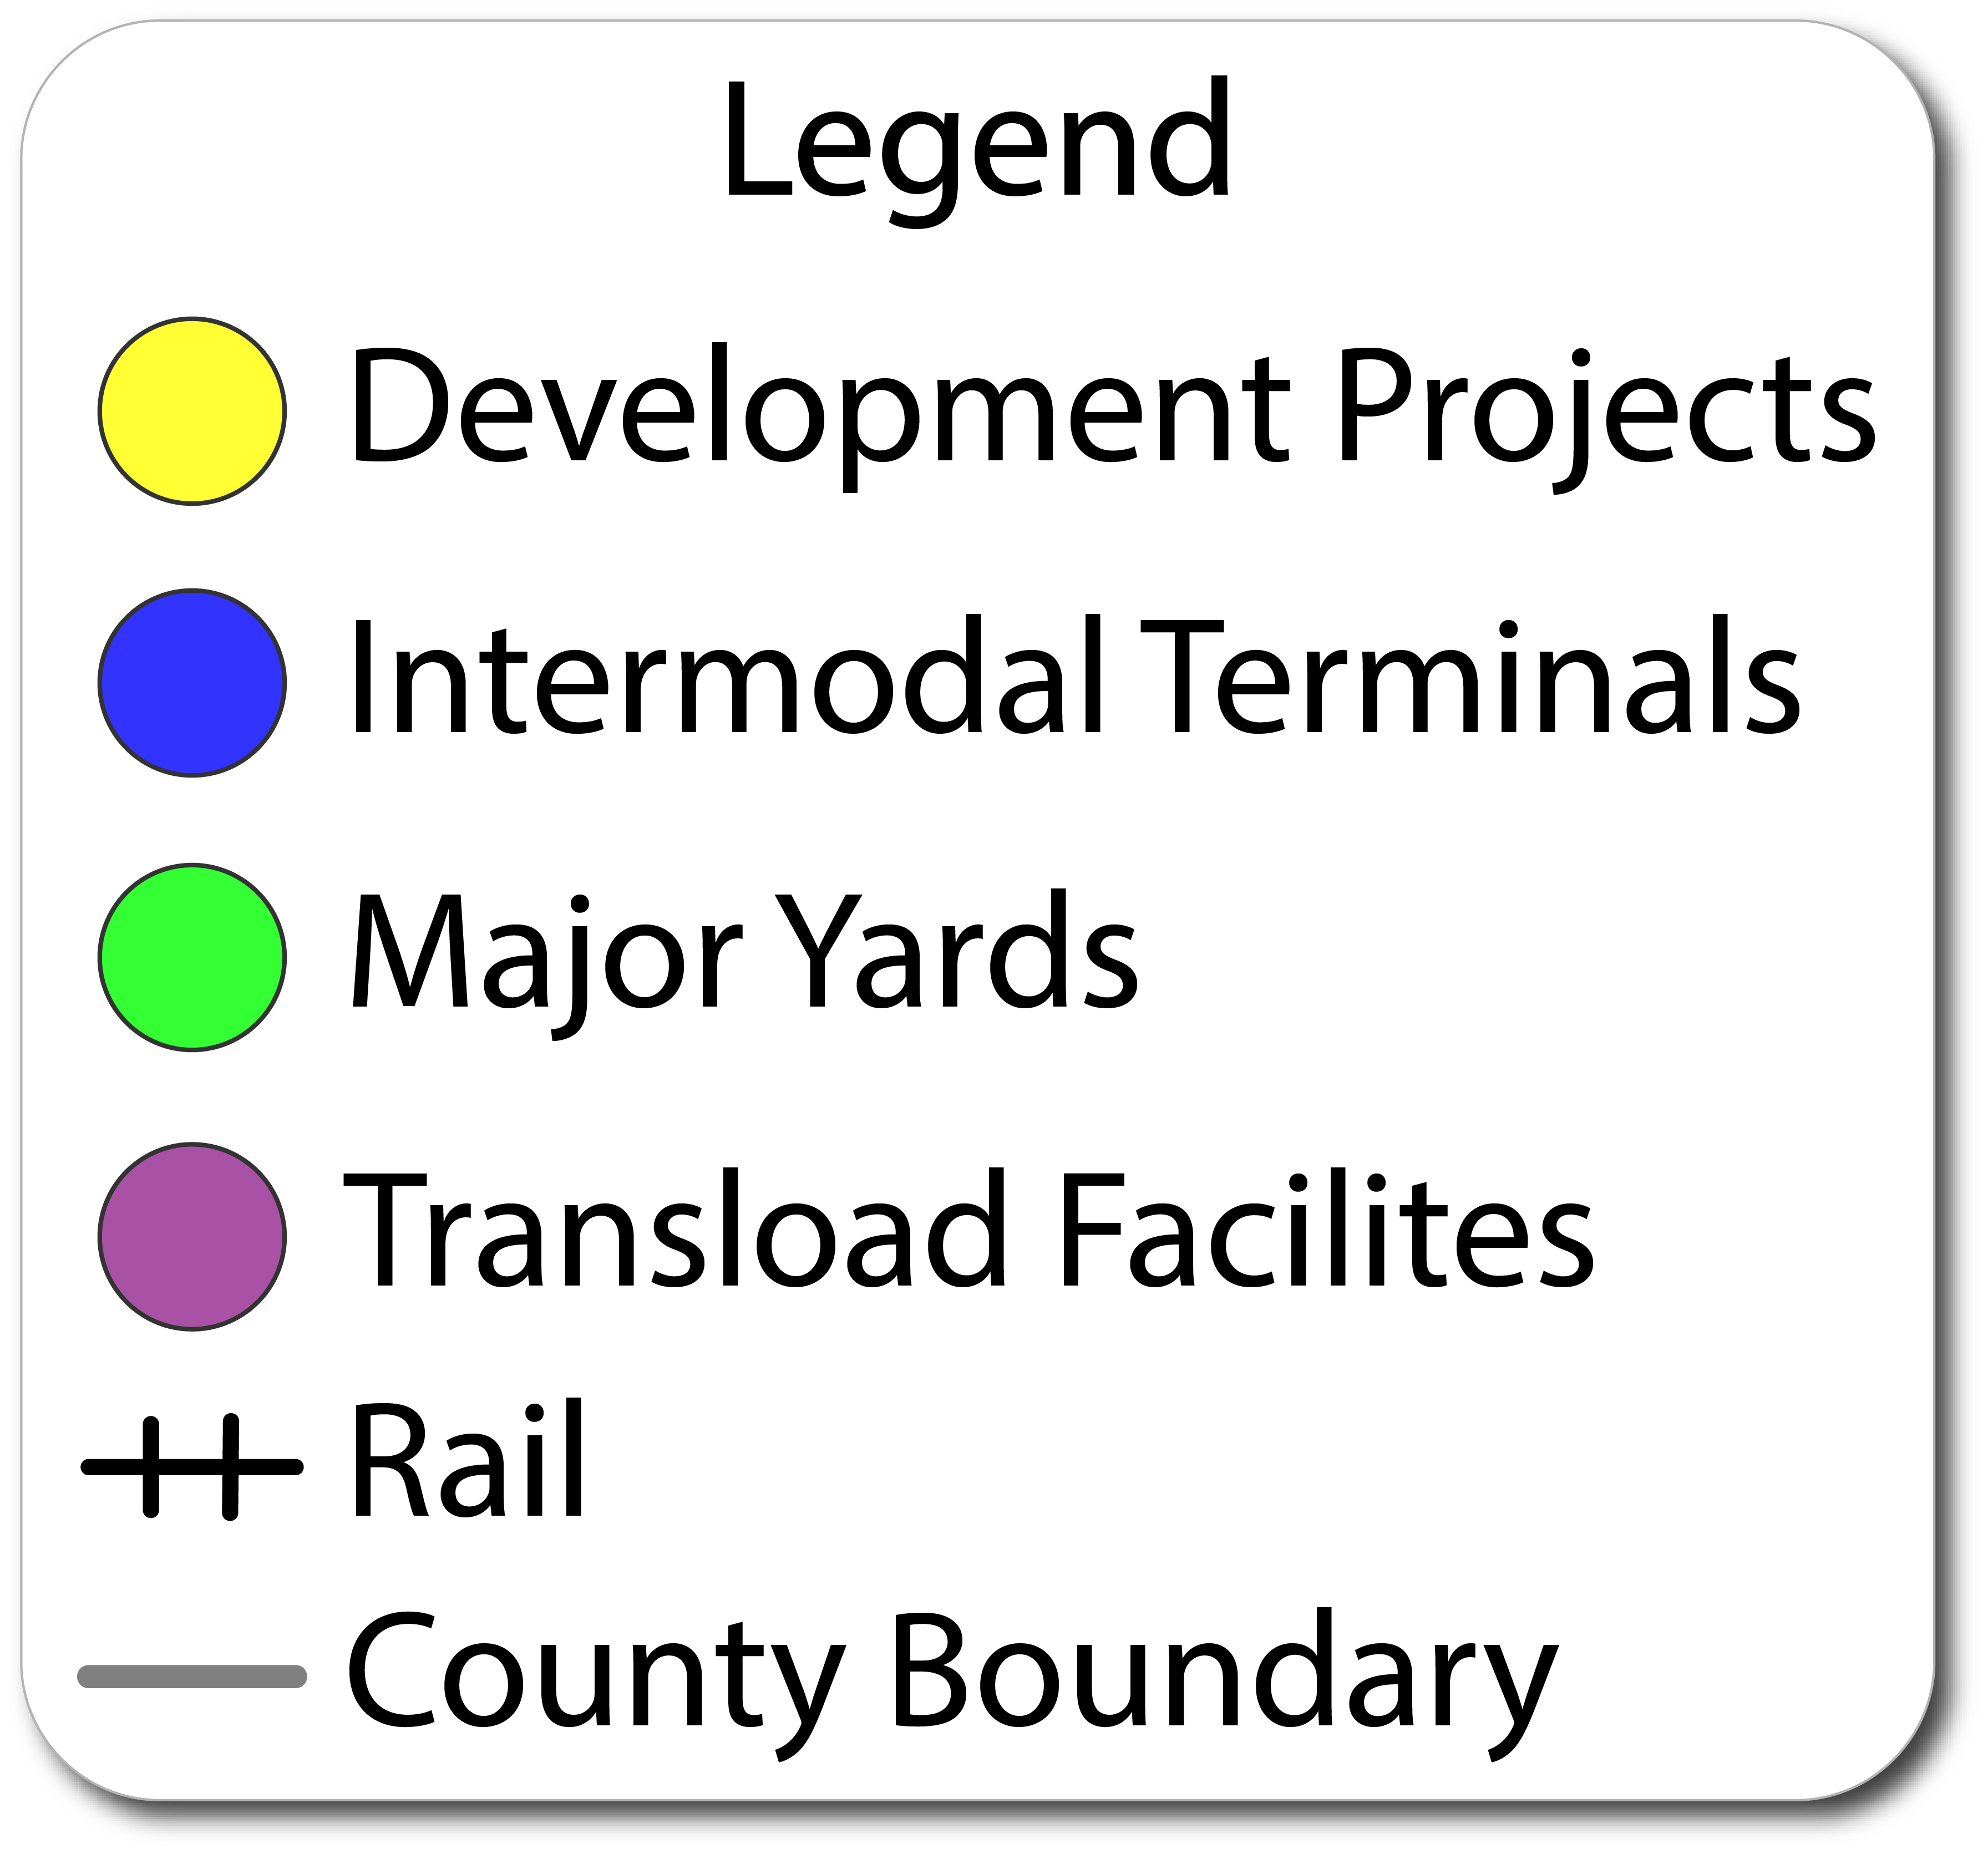 Legend
Development Projects
Intermodal Terminals
Major Yards
Transload Facilites
Rail
County Boundary